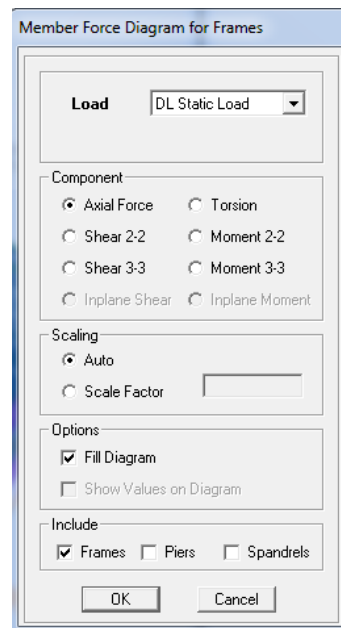 Member Force Diagram for Frames
Load DL Static Load
Component
Axial Force Torsion
Shear 2-2 Moment 2-2
Shear 3-3 Moment 3-3
Inplane Shear Inplane Moment
Scaling
Auto
Scale Factor
Options
Fill Diagram
Show Values on Diagram
Include
Frames Piers Spandrels
OK Cancel